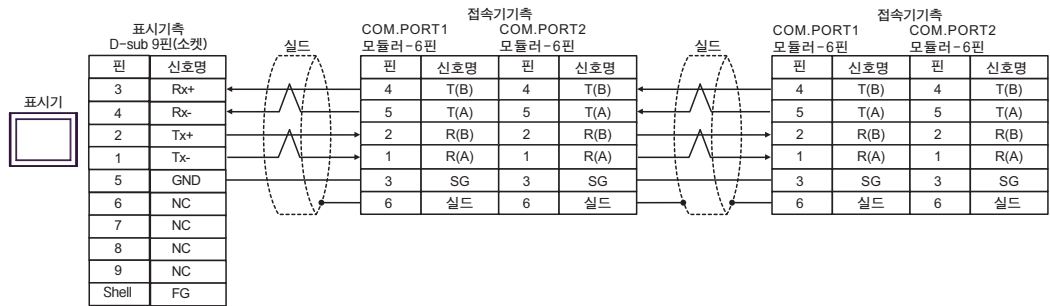 표시기
표시기측
D-sub 9핀(소켓)
핀 신호명
3 Rx+
4 Rx-
2 Tx+
1 Tx-
5 GND
6 NC
7 NC
8 NC
9 NC
Shell FG
실드
접속기기측
COM.PORT1 COM.PORT2
모듈러-6핀 모듈러-6핀
핀 신호명 핀 신호명
4 T(B) 4 T(B)
5 T(A) 5 T(A)
2 R(B) 2 R(B)
1 R(A) 1 R(A)
3 SG 3 SG
6 실드 6 실드
실드
접속기기측
COM.PORT1 COM.PORT2
모듈러-6핀 모듈러-6핀
핀 신호명 핀 신호명
4 T(B) 4 T(B)
5 T(A) 5 T(A)
2 R(B) 2 R(B)
1 R(A) 1 R(A)
3 SG 3 SG
6 실드 6 실드